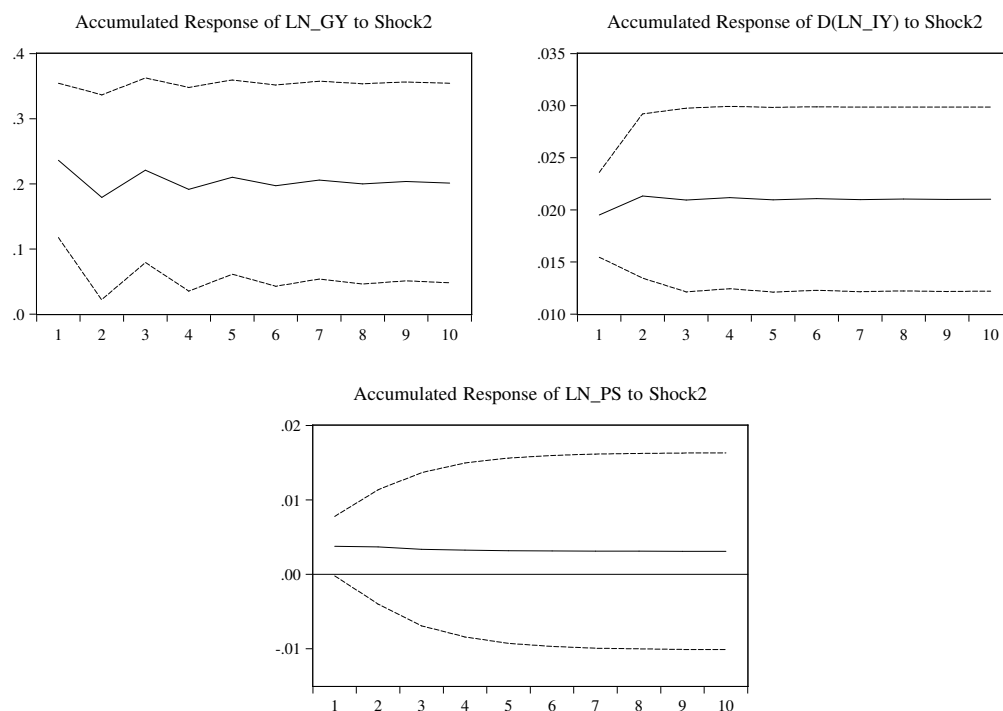 Accumulated Response of LN_GY to Shock2
.4
.3
.2
.1
.0
1 2 3 4 5 6 7 8 9 10
Accumulated Response of D(LN_IY) to Shock2
.035
.030
.025
.020
.015
.010
1 2 3 4 5 6 7 8 9 10
Accumulated Response of LN_PS to Shock2
.02
.01
.00
-.01
1 2 3 4 5 6 7 8 9 10